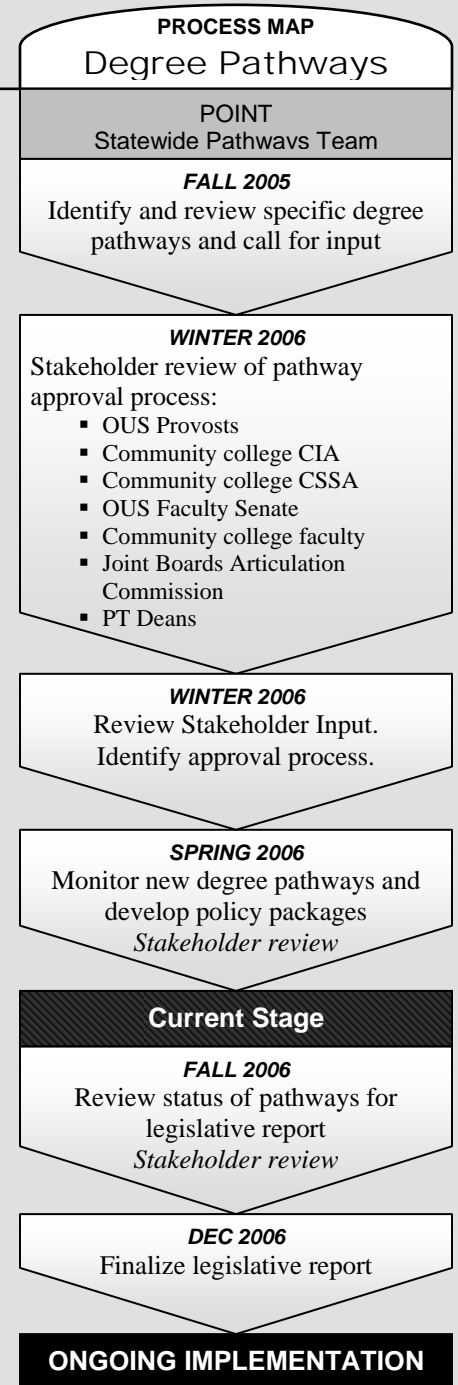 PROCESS MAP
Degree Pathways
POINT
Statewide Pathways Team
FALL 2005
Identify and review specific degree
pathways and call for input
WINTER 2006
Stakeholder review of pathway
approval process:
▪ OUS Provosts
▪ Community college CIA
▪ Community college CSSA
▪ OUS Faculty Senate
▪ Community college faculty
▪ Joint Boards Articulation
Commission
▪ PT Deans
WINTER 2006
Review Stakeholder Input.
Identify approval process.
SPRING 2006
Monitor new degree pathways and
develop policy packages
Stakeholder review
Current Stage
FALL 2006
Review status of pathways for
legislative report
Stakeholder review
DEC 2006
Finalize legislative report
ONGOING IMPLEMENTATION